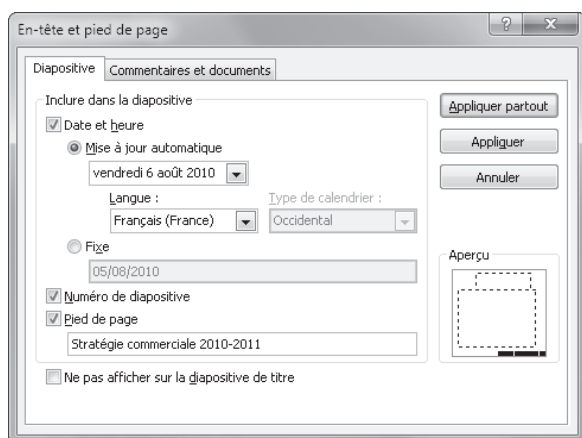 En-tête et pied de page
Diapositive
Commentaires et documents
Inclure dans la diapositive
Date et heure
Mise à jour automatique
vendredi 6 août 2010
Langue :
Type de calendrier :
Français (France)
Occidental
Fixe
05/08/2010
Numéro de diapositive
Pied de page
Stratégie commerciale 2010-2011
Ne pas afficher sur la diapositive de titre
Appliquer partout
Appliquer
Annuler
Aperçu